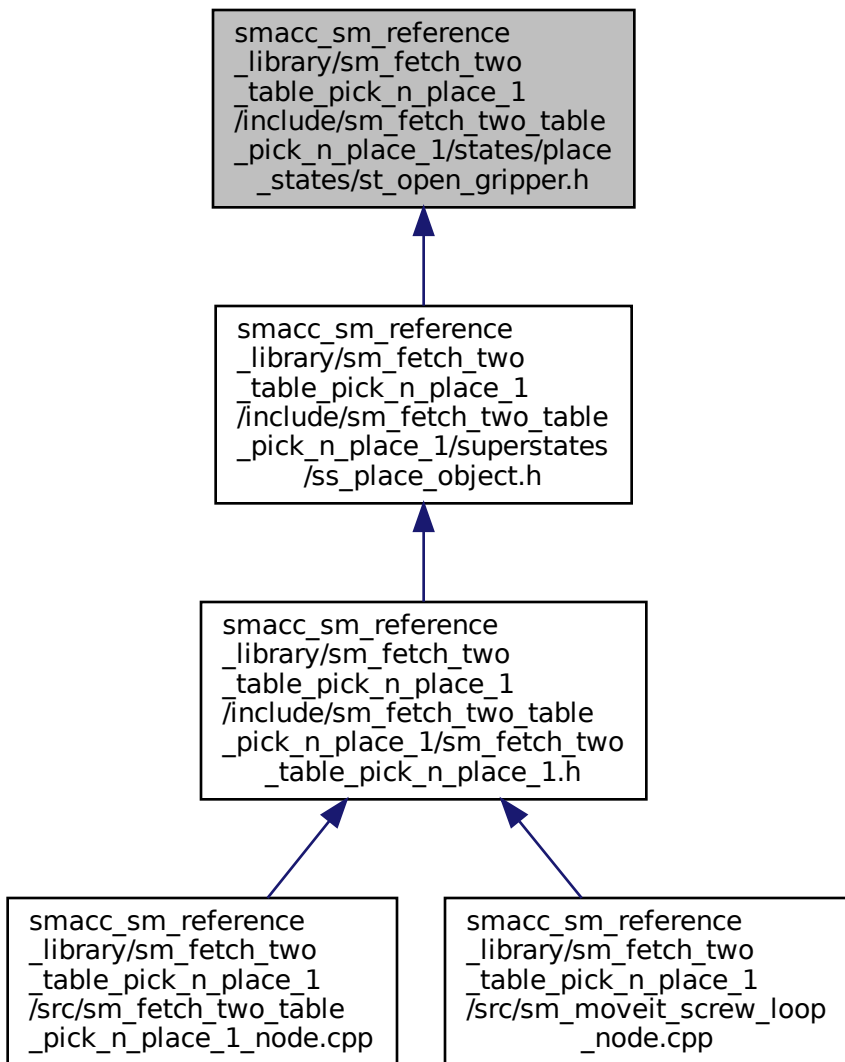 smacc_sm_reference
_library/sm_fetch_two
_table_pick_n_place_1
/include/sm_fetch_two_table
_pick_n_place_1/states/place
_states/st_open_gripper.h
smacc_sm_reference
_library/sm_fetch_two
_table_pick_n_place_1
/include/sm_fetch_two_table
_pick_n_place_1/superstates
/ss_place_object.h
smacc_sm_reference
_library/sm_fetch_two
_table_pick_n_place_1
/include/sm_fetch_two_table
_pick_n_place_1/sm_fetch_two
_table_pick_n_place_1.h
smacc_sm_reference
_library/sm_fetch_two
_table_pick_n_place_1
/src/sm_fetch_two_table
_pick_n_place_1_node.cpp
smacc_sm_reference
_library/sm_fetch_two
_table_pick_n_place_1
/src/sm_moveit_screw_loop
_node.cpp